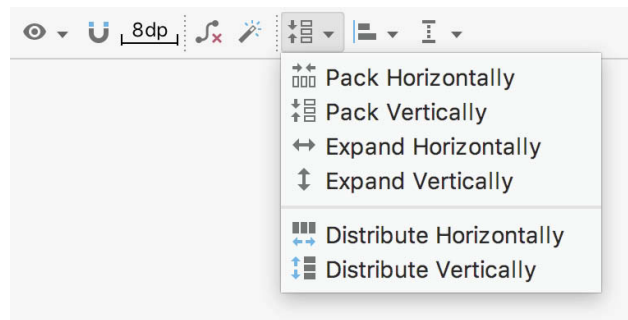 8dp
Pack Horizontally
Pack Vertically
Expand Horizontally
Expand Vertically
Distribute Horizontally
Distribute Vertically